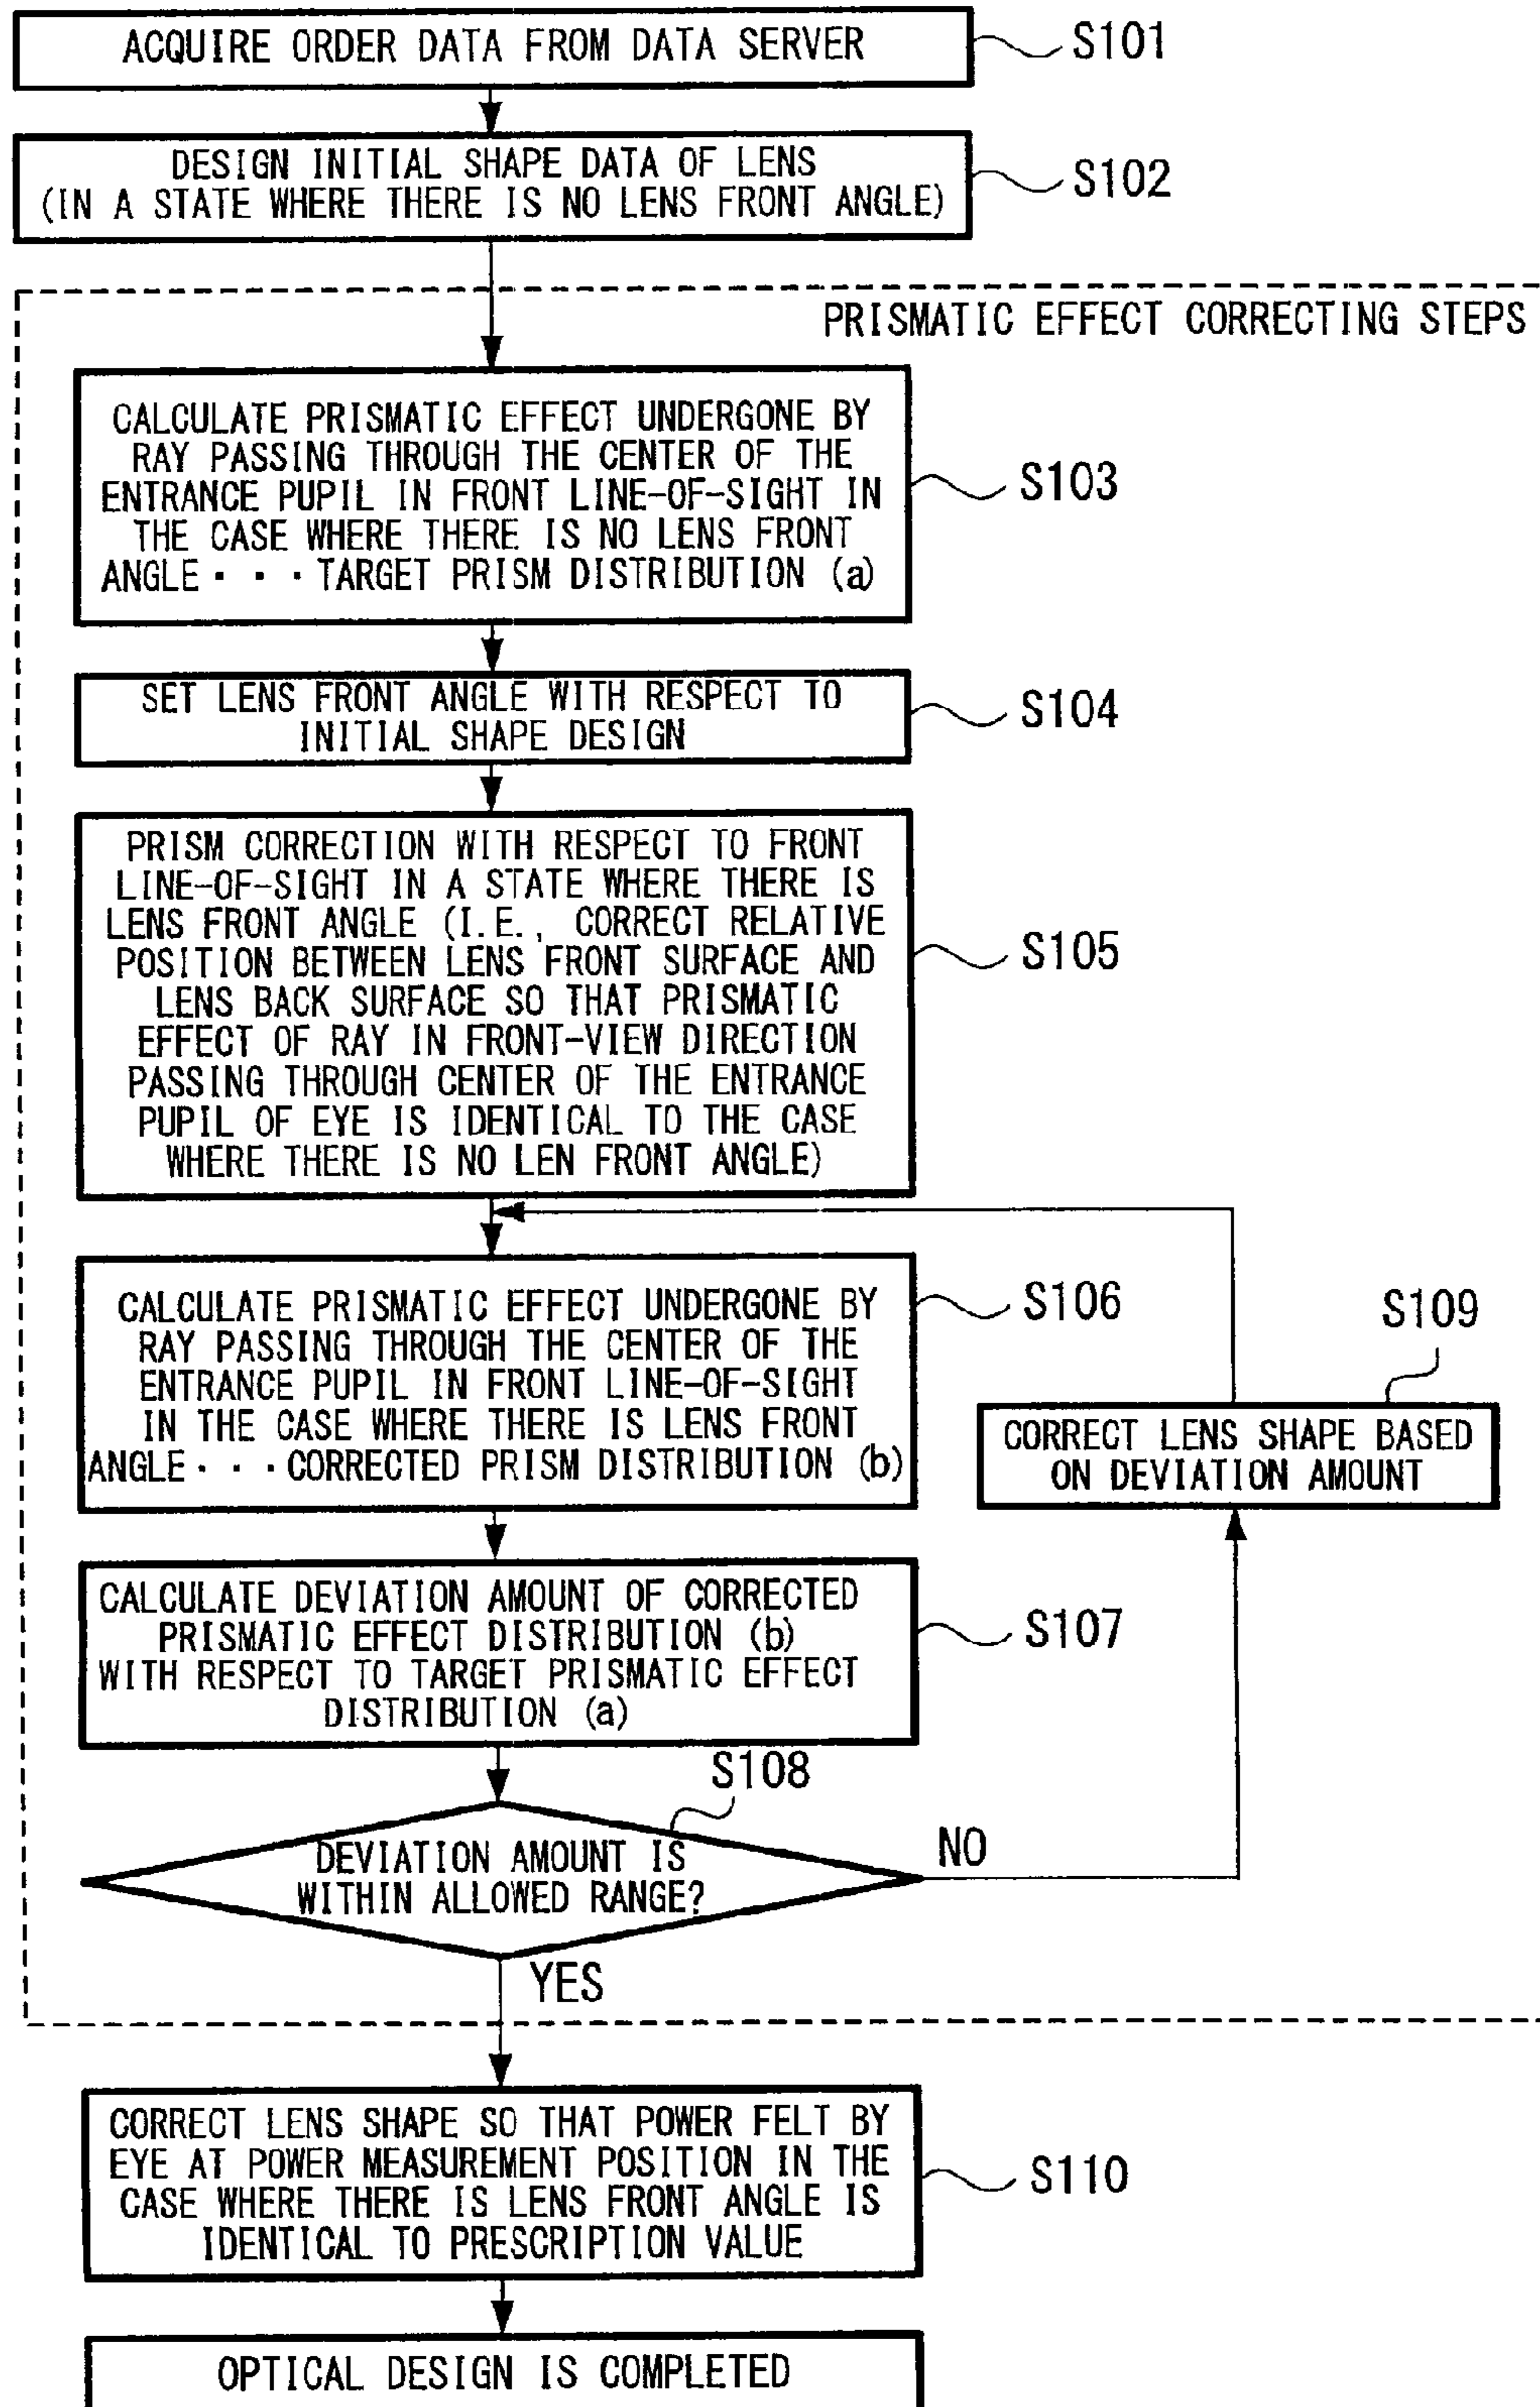 ACQUIRE ORDER DATA FROM DATA SERVER
S101
DESIGN INITIAL SHAPE DATA OF LENS
(IN A STATE WHERE THERE IS NO LENS FRONT ANGLE)
S102
PRISMATIC EFFECT CORRECTING STEPS
CALCULATE PRISMATIC EFFECT UNDERGONE BY
RAY PASSING THROUGH THE CENTER OF THE
ENTRANCE PUPIL IN FRONT LINE-OF-SIGHT IN
THE CASE WHERE THERE IS NO LENS FRONT
ANGLE・・・TARGET PRISM DISTRIBUTION (a)
S103
SET LENS FRONT ANGLE WITH RESPECT TO
INITIAL SHAPE DESIGN
S104
PRISM CORRECTION WITH RESPECT TO FRONT
LINE-OF-SIGHT IN A STATE WHERE THERE IS
LENS FRONT ANGLE (I.E., CORRECT RELATIVE
POSITION BETWEEN LENS FRONT SURFACE AND
LENS BACK SURFACE SO THAT PRISMATIC
EFFECT OF RAY IN FRONT-VIEW DIRECTION
PASSING THROUGH CENTER OF THE ENTRANCE
PUPIL OF EYE IS IDENTICAL TO THE CASE
WHERE THERE IS NO LEN FRONT ANGLE)
S105
CALCULATE PRISMATIC EFFECT UNDERGONE BY
RAY PASSING THROUGH THE CENTER OF THE
ENTRANCE PUPIL IN FRONT LINE-OF-SIGHT
IN THE CASE WHERE THERE IS LENS FRONT
ANGLE・・・CORRECTED PRISM DISTRIBUTION (b)
S106
S109
CORRECT LENS SHAPE BASED
ON DEVIATION AMOUNT
CALCULATE DEVIATION AMOUNT OF CORRECTED
PRISMATIC EFFECT DISTRIBUTION (b)
WITH RESPECT TO TARGET PRISMATIC EFFECT
DISTRIBUTION (a)
S107
S108
DEVIATION AMOUNT IS
WITHIN ALLOWED RANGE?
NO
YES
CORRECT LENS SHAPE SO THAT POWER FELT BY
EYE AT POWER MEASUREMENT POSITION IN THE
CASE WHERE THERE IS LENS FRONT ANGLE IS
IDENTICAL TO PRESCRIPTION VALUE
S110
OPTICAL DESIGN IS COMPLETED